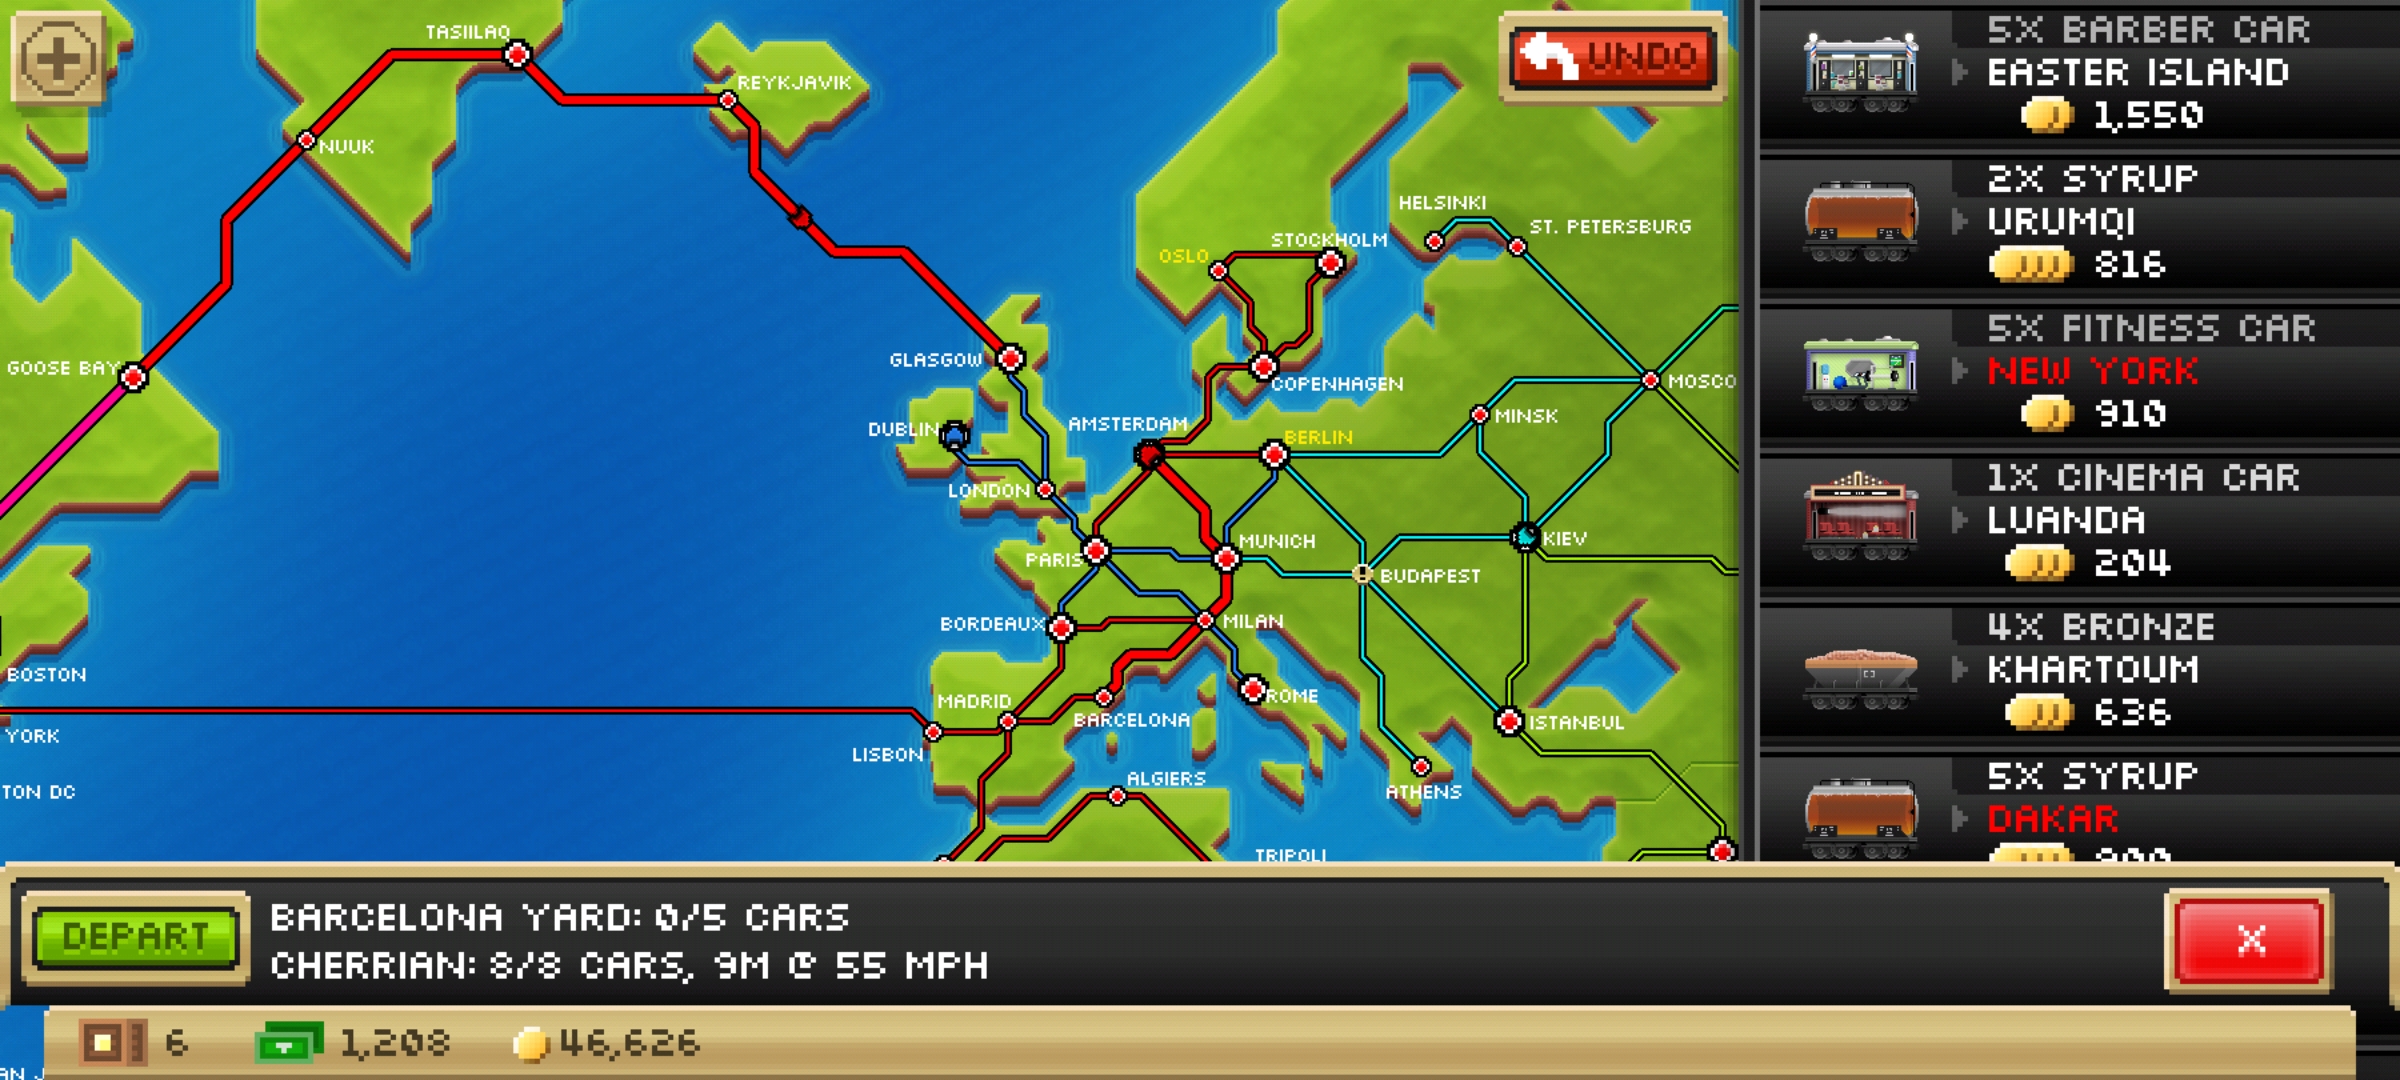 TASIILAQ
REYKJAVIK
NUUK
HELSINKI
ST. PETERSBURG
STOCKHOLM
OSLO
GLASGOW
GOOSE BAY
COPENHAGEN
MOSCO
MINSK
AMSTERDAM
DUBLIN
BERLIN
LONDON
MUNICH
KIEV
PARIS
BUDAPEST
BORDEAUX
MILAN
BOSTON
MADRID
ROME
BARCELONA
ISTANBUL
YORK
LISBON
ALGIERS
TON DC
ATHENS
TRIPOLI
UNDO
5X BARBER CAR
EASTER ISLAND
1,550
2X SYRUP
URUMQI
816
5X FITNESS CAR
NEW YORK
910
1X CINEMA CAR
LUANDA
204
4X BRONZE
KHARTOUM
636
5X SYRUP
DAKAR
DEPART
BARCELONA YARD: 0/5 CARS
CHERRIAN: 8/8 CARS, 9M @ 55 MPH
X
6
1,208
46,626
AN J